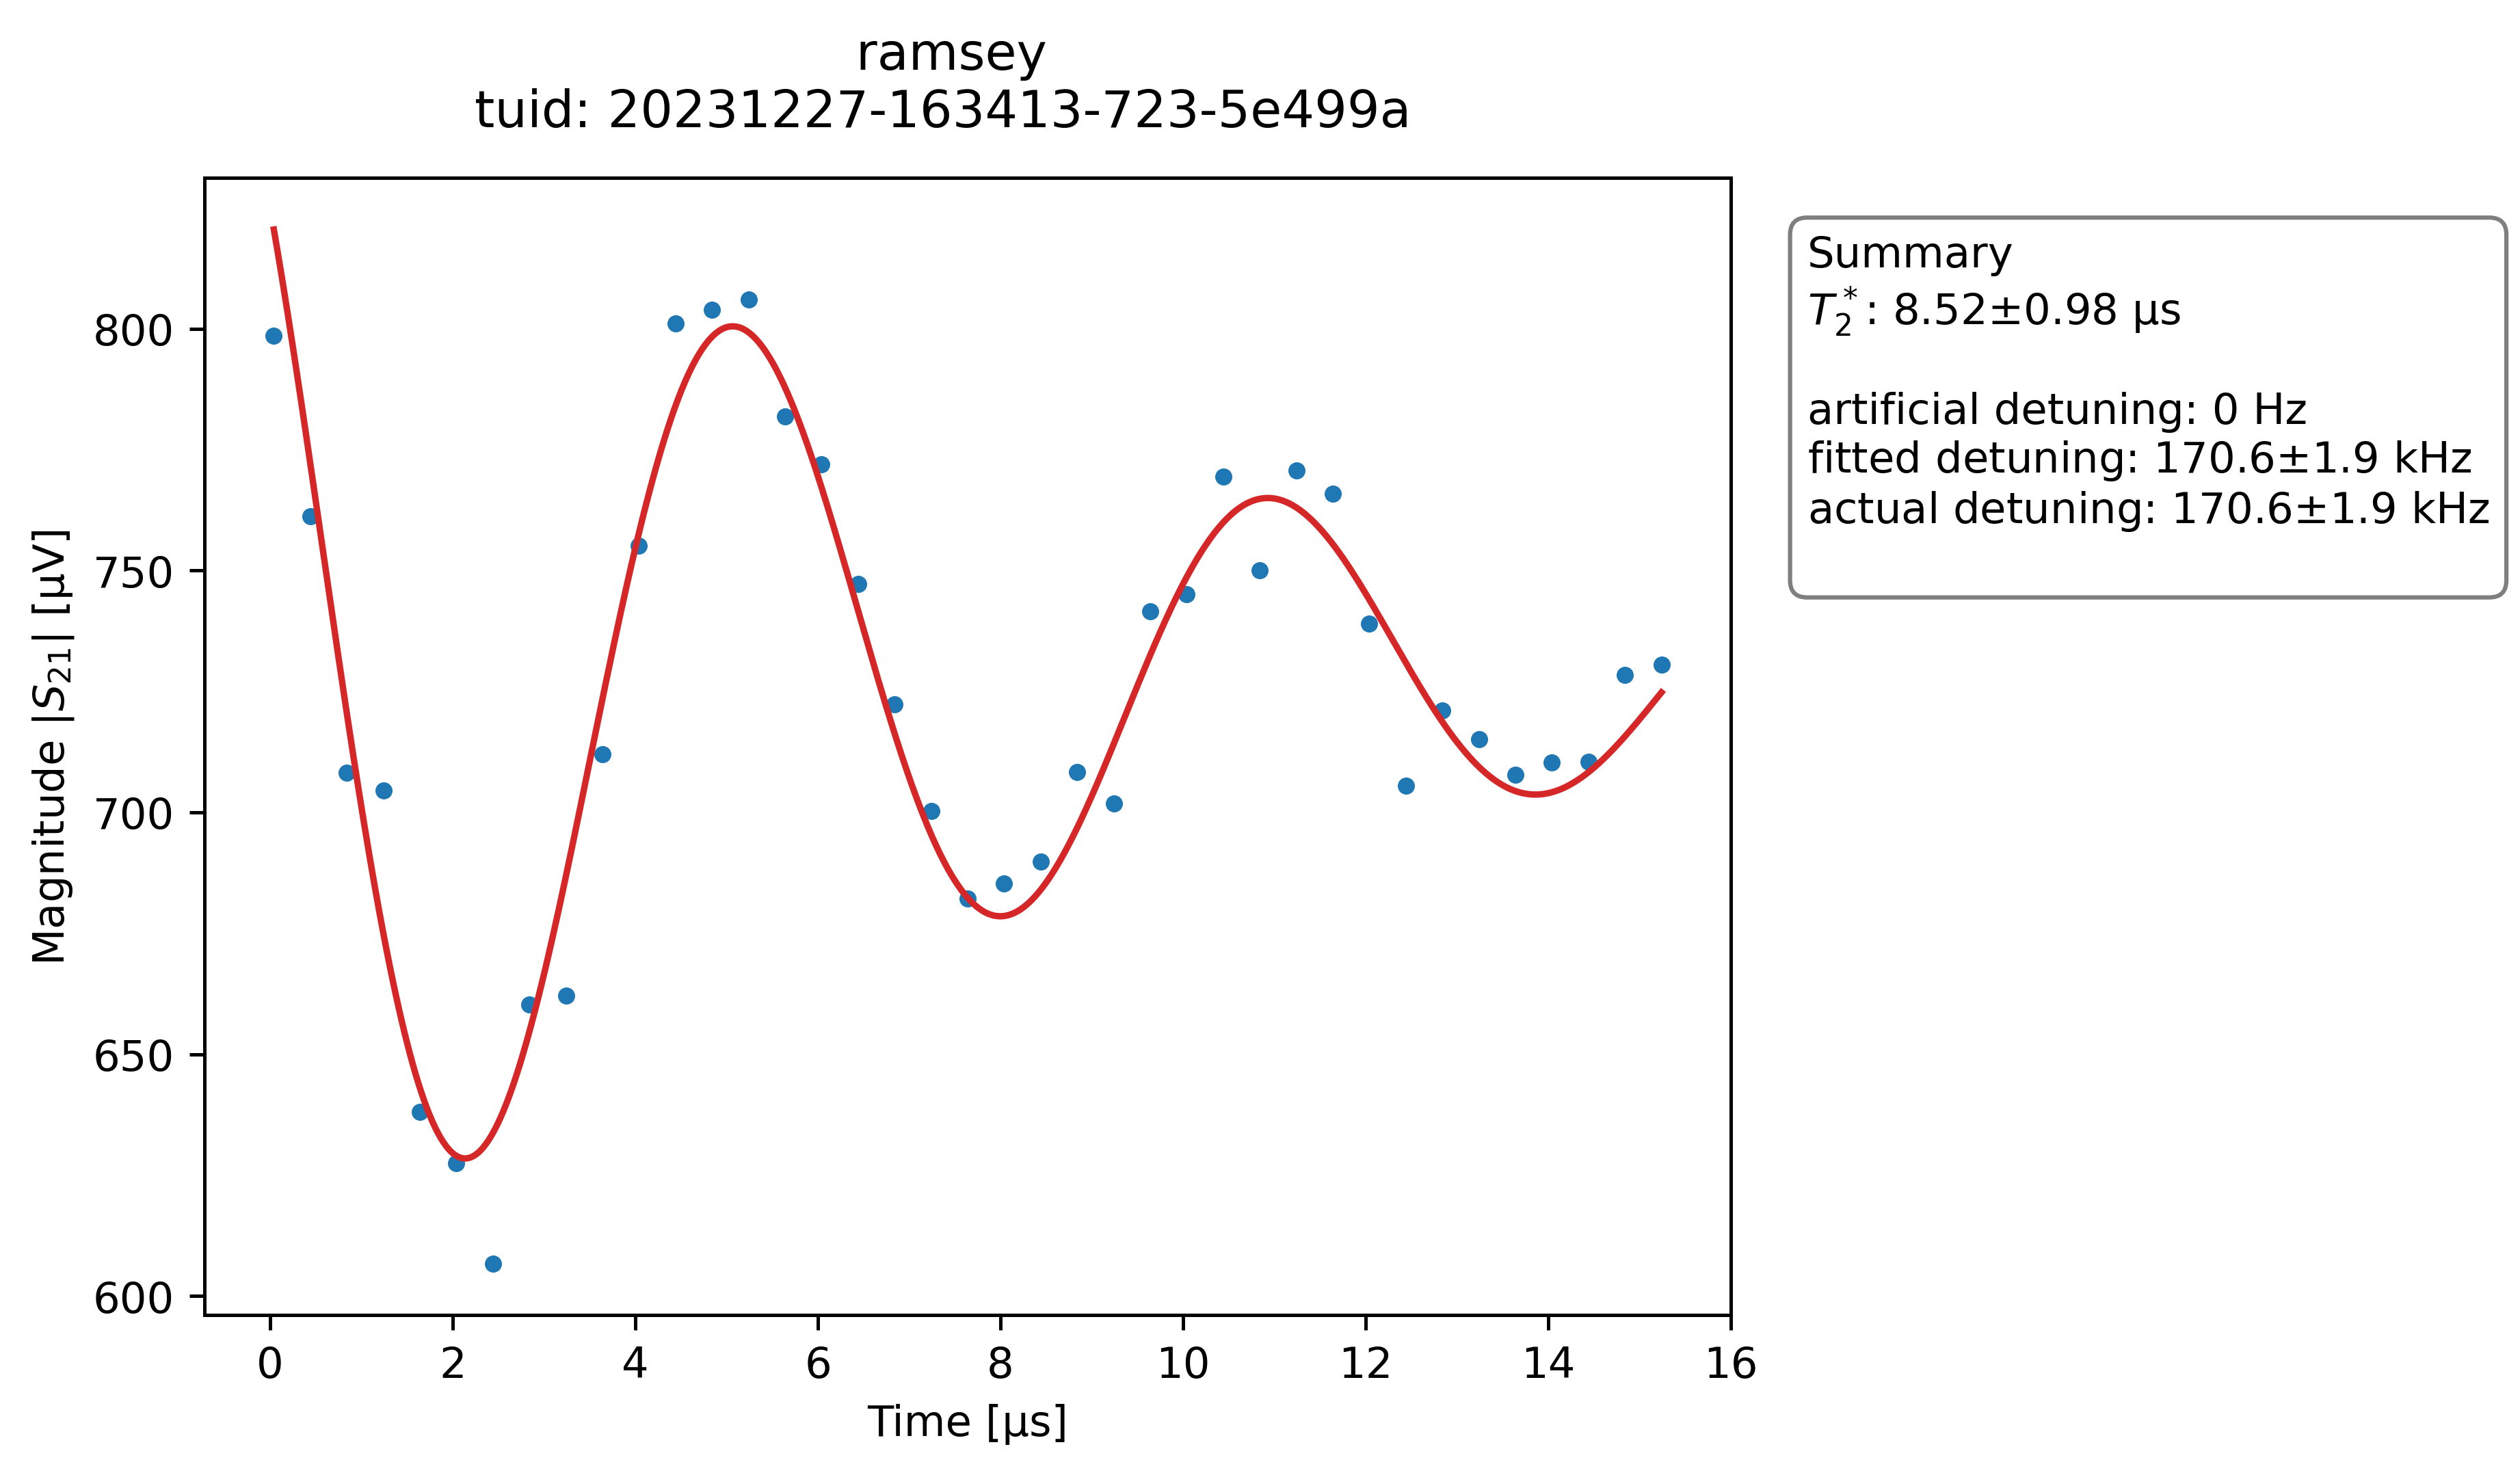 ramsey
tuid: 20231227-163413-723-5e499a
Magnitude |S₂₁| [µV]
800
750
700
650
600
0 2 4 6 8 10 12 14 16
Time [µs]
Summary
T₂*: 8.52±0.98 µs
artificial detuning: 0 Hz
fitted detuning: 170.6±1.9 kHz
actual detuning: 170.6±1.9 kHz